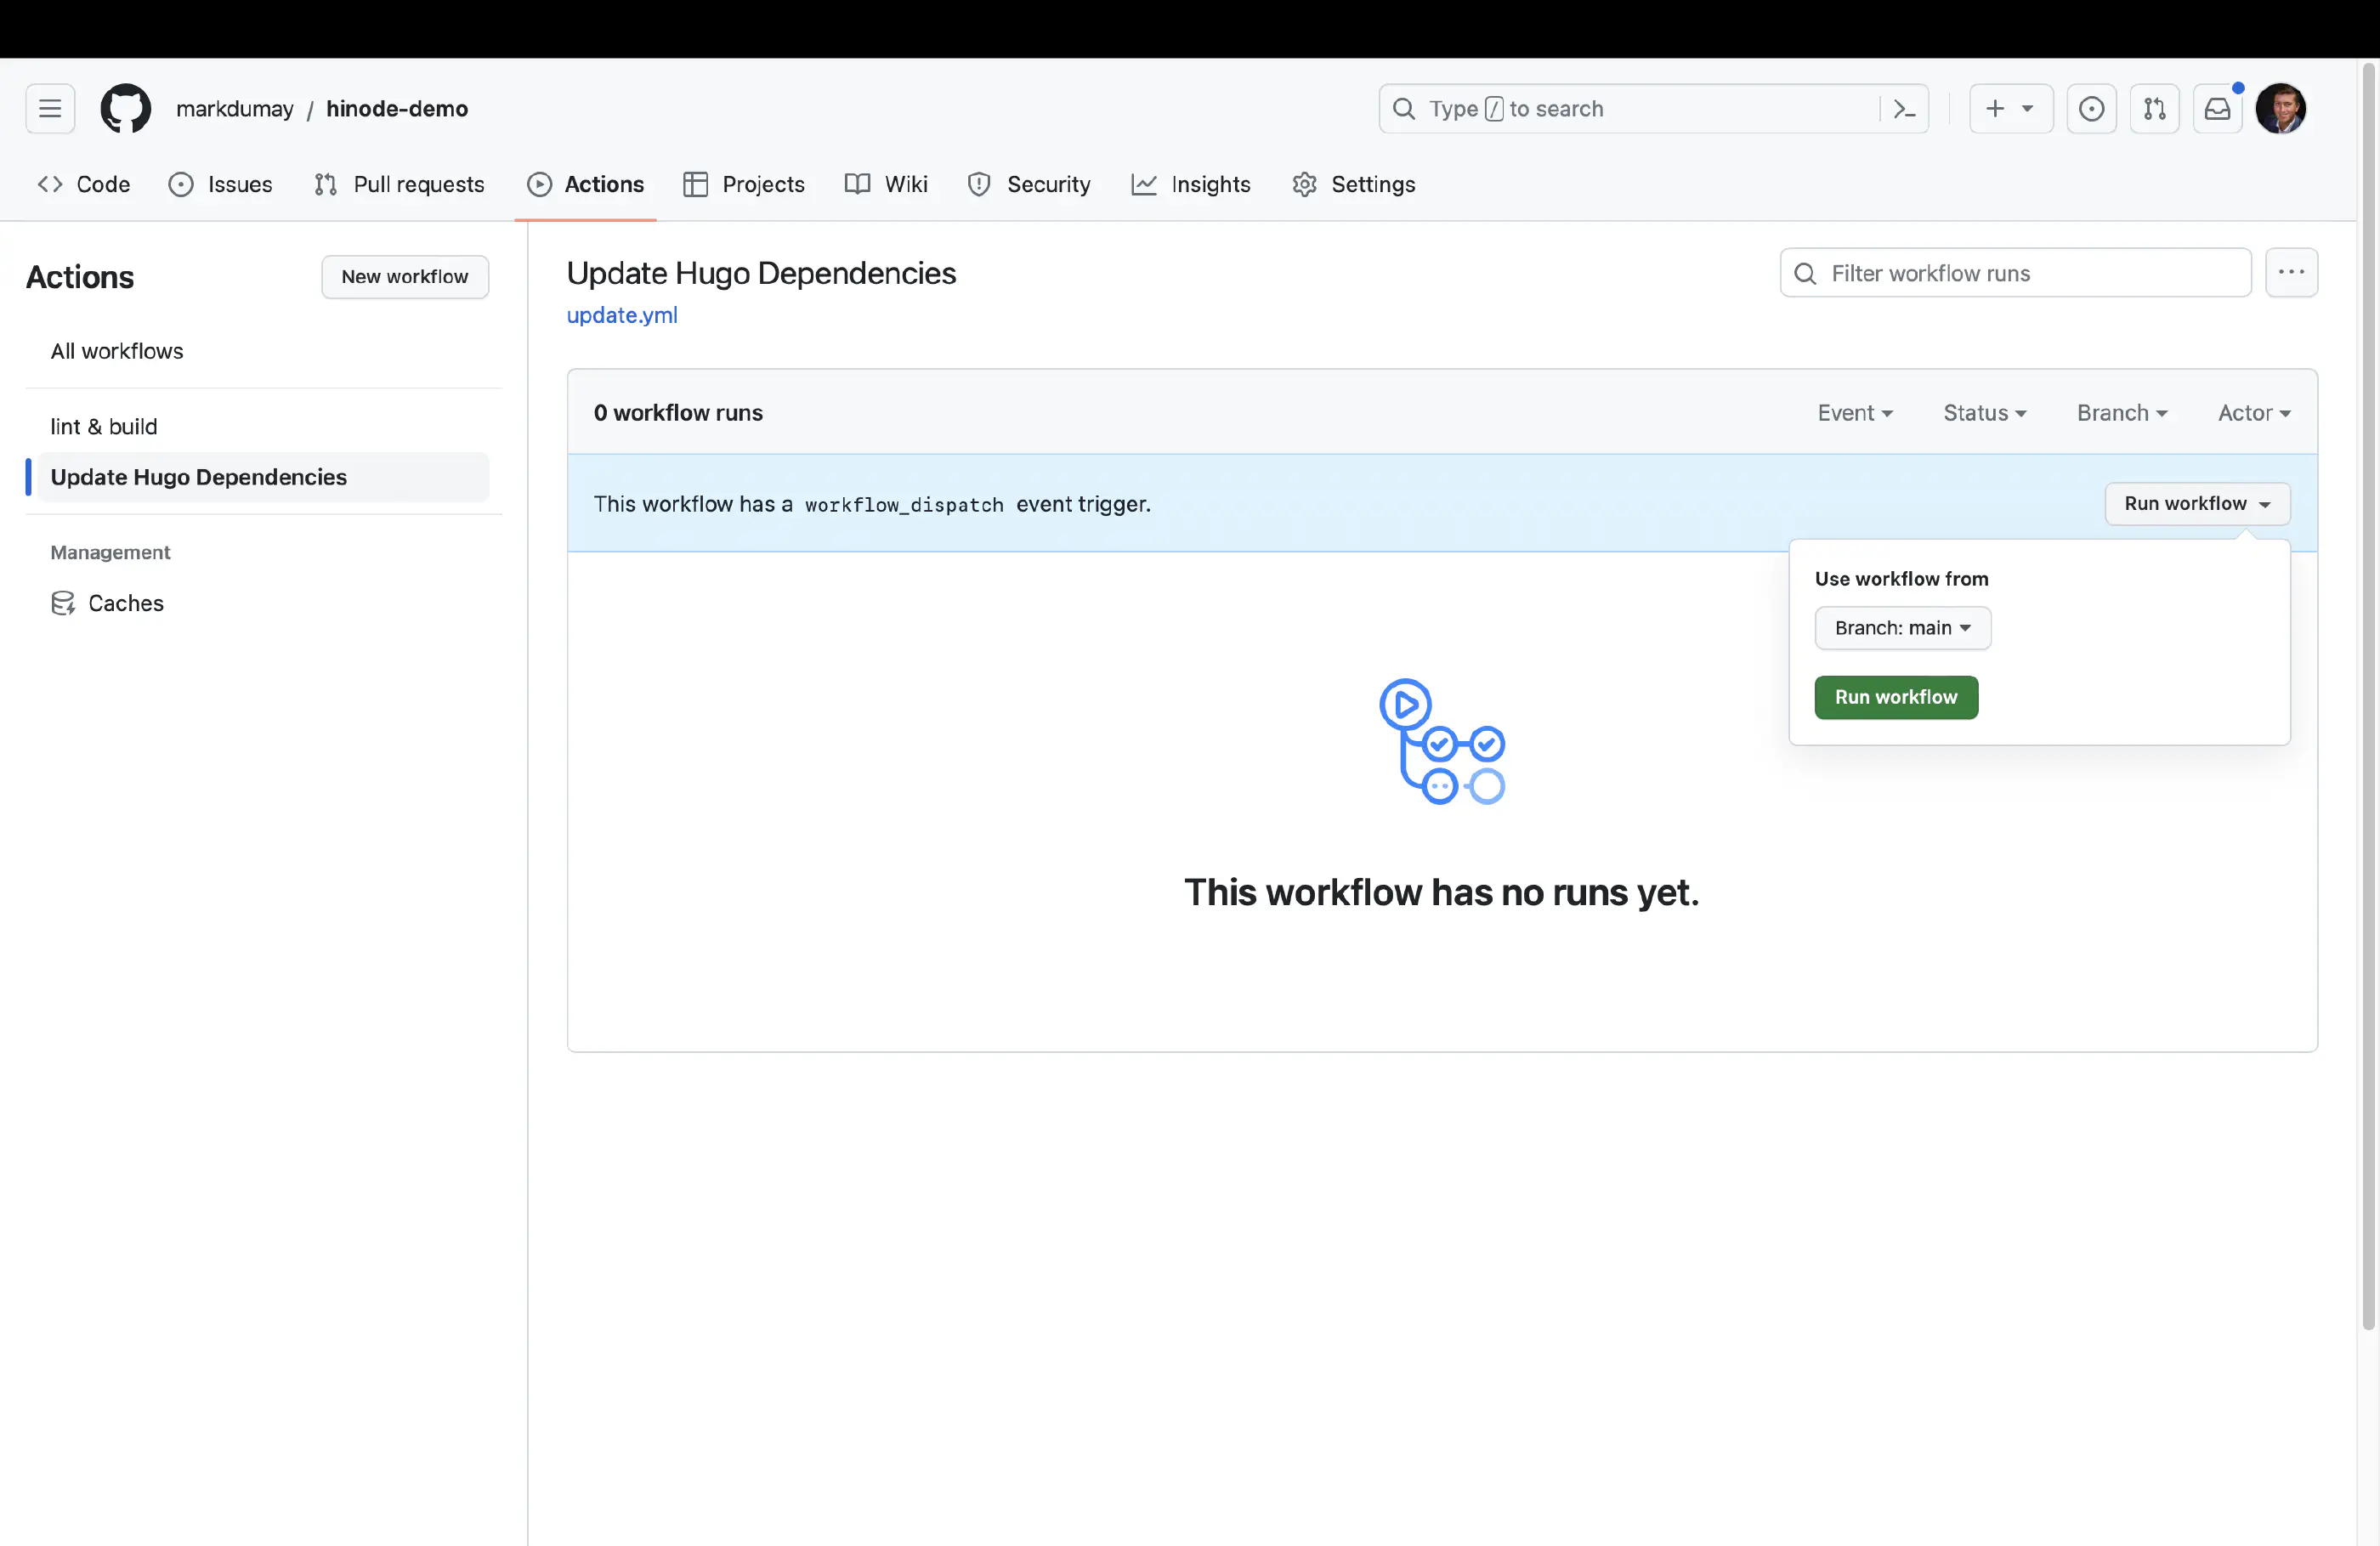 markdumay / hinode-demo
Type / to search
Code
Issues
Pull requests
Actions
Projects
Wiki
Security
Insights
Settings
Actions
New workflow
All workflows
lint & build
Update Hugo Dependencies
Management
Caches
Update Hugo Dependencies
update.yml
Filter workflow runs
0 workflow runs
Event
Status
Branch
Actor
This workflow has a workflow_dispatch event trigger.
Run workflow
Use workflow from
Branch: main
Run workflow
This workflow has no runs yet.